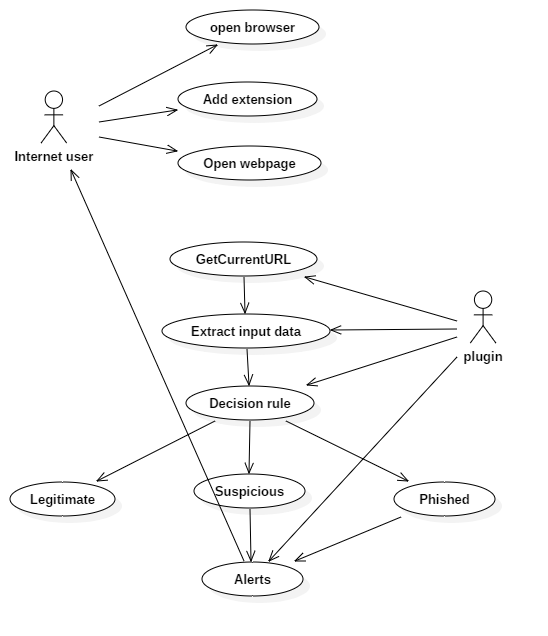 open browser
Add extension
Internet user
Open webpage
GetCurrentURL
Extract input data
plugin
Decision rule
Legitimate
Suspicious
Phished
Alerts